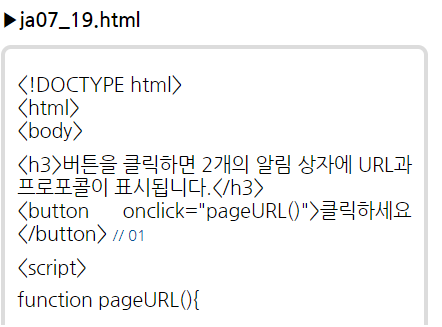 ▶ja07_19.html
<!DOCTYPE html>
<html>
<body>
<h3>버튼을 클릭하면 2개의 알림 상자에 URL과
프로포콜이 표시됩니다.</h3>
<button onclick="pageURL()">클릭하세요
</button> // 01
<script>
function pageURL(){